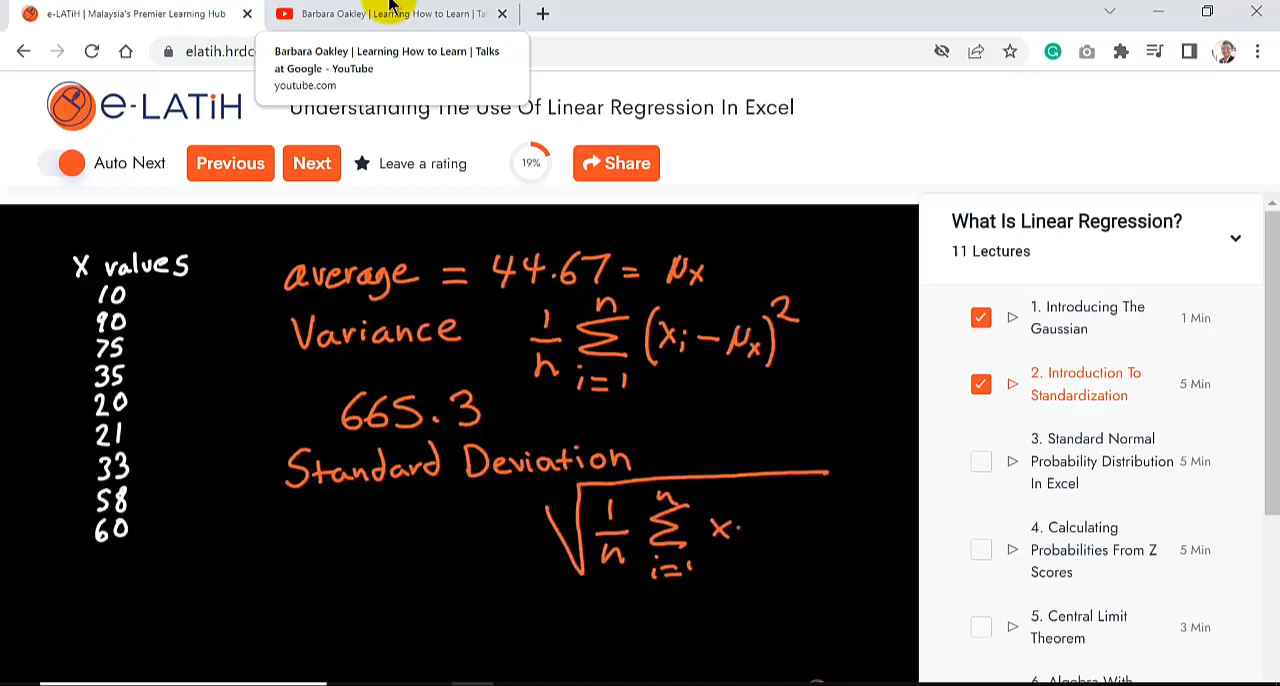 e-LATiH | Malaysia's Premier Learning Hub
Barbara Oakley | Learning How to Learn | Ta
elatih.hrdc
Barbara Oakley | Learning How to Learn | Talks
at Google - YouTube
youtube.com
e-LATiH
Understanding The Use Of Linear Regression In Excel
Auto Next
Previous
Next
Leave a rating
19%
Share
X values
10
90
75
35
20
21
33
58
60
average = 44.67 = μx
Variance 1/n n Σ i=1 (xi - μx)2
665.3
Standard Deviation
√ 1/n n Σ i=1 x
What Is Linear Regression?
11 Lectures
1. Introducing The
Gaussian
1 Min
2. Introduction To
Standardization
5 Min
3. Standard Normal
Probability Distribution
In Excel
5 Min
4. Calculating
Probabilities From Z
Scores
5 Min
5. Central Limit
Theorem
3 Min
6. Algebra With